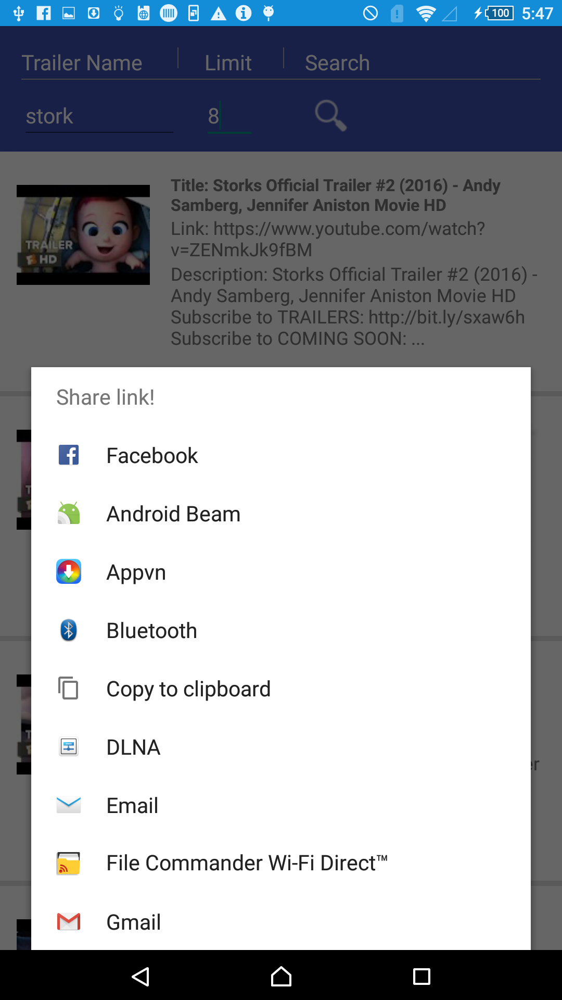 100 5:47
Trailer Name Limit Search
stork 8
Title: Storks Official Trailer #2 (2016) - Andy
Samberg, Jennifer Aniston Movie HD
Link: https://www.youtube.com/watch?
v=ZENmkJk9fBM
TRAILER
HD
Description: Storks Official Trailer #2 (2016) -
Andy Samberg, Jennifer Aniston Movie HD
Subscribe to TRAILERS: http://bit.ly/sxaw6h
Subscribe to COMING SOON: ...
Share link!
Facebook
Android Beam
Appvn
Bluetooth
Copy to clipboard
DLNA
Email
File Commander Wi-Fi Direct™
Gmail